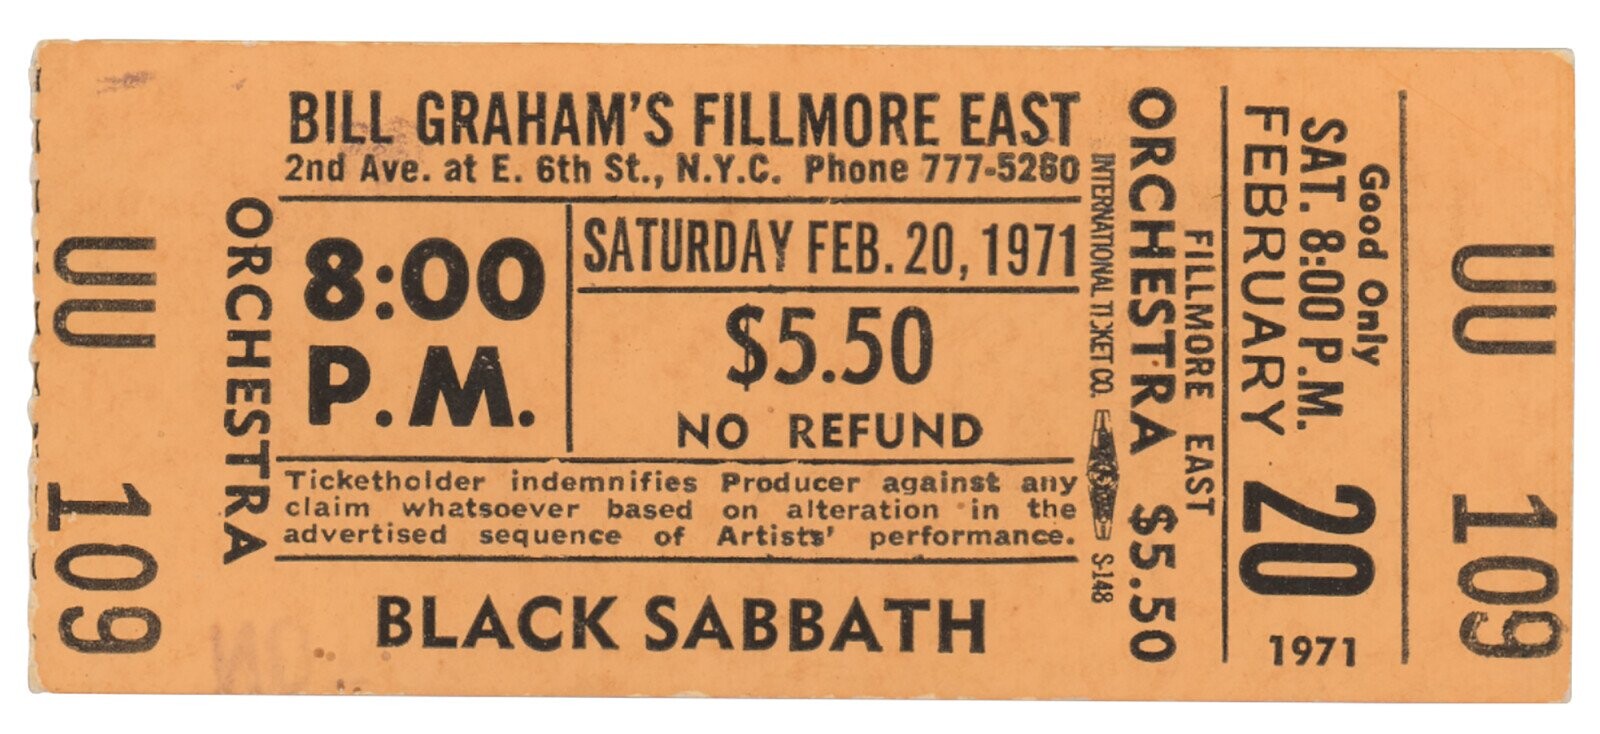 UU 109
ORCHESTRA
BILL GRAHAM'S FILLMORE EAST
2nd Ave. at E. 6th St., N.Y.C. Phone 777-5260
8:00
P.M.
SATURDAY FEB. 20, 1971
$5.50
NO REFUND
Ticketholder indemnifies Producer against any
claim whatsoever based on alteration in the
advertised sequence of Artists' performance.
BLACK SABBATH
INTERNATIONAL TICKET CO. S-148
ORCHESTRA $5.50
FILLMORE EAST
Good Only
SAT. 8:00 P.M.
FEBRUARY 20
1971
UU 109